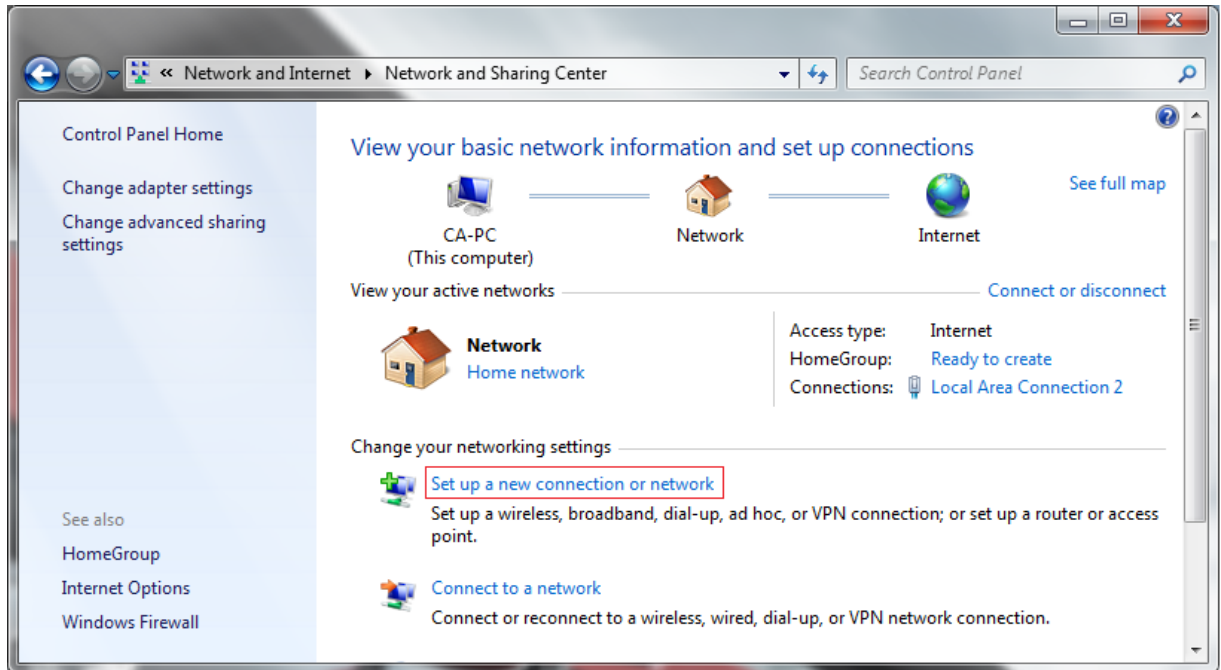 « Network and Internet ▸ Network and Sharing Center
Search Control Panel
Control Panel Home
Change adapter settings
Change advanced sharing
settings
See also
HomeGroup
Internet Options
Windows Firewall
View your basic network information and set up connections
See full map
CA-PC
(This computer)
Network
Internet
View your active networks
Connect or disconnect
Network
Home network
Access type: Internet
HomeGroup: Ready to create
Connections: Local Area Connection 2
Change your networking settings
Set up a new connection or network
Set up a wireless, broadband, dial-up, ad hoc, or VPN connection; or set up a router or access
point.
Connect to a network
Connect or reconnect to a wireless, wired, dial-up, or VPN network connection.